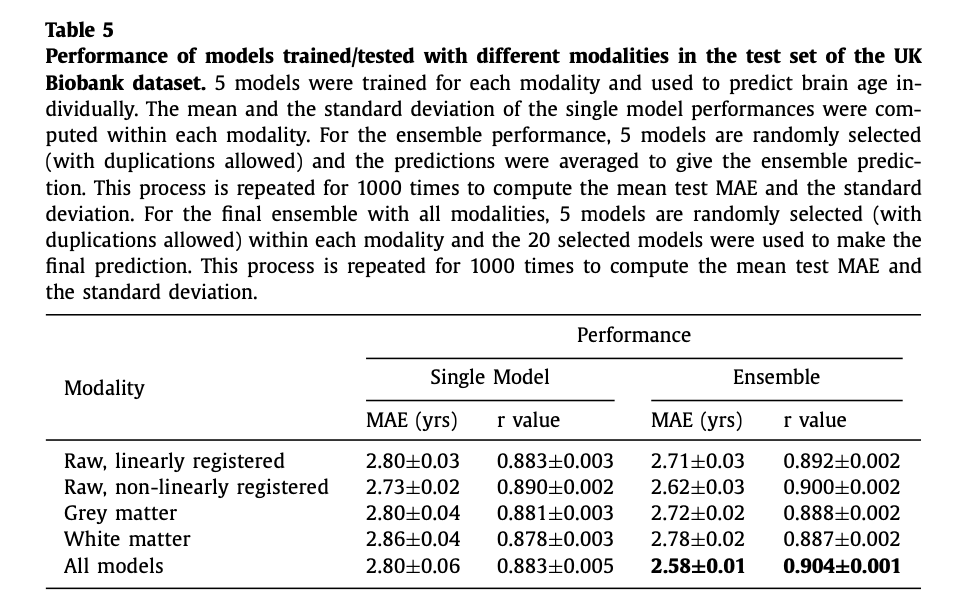 Table 5
Performance of models trained/tested with different modalities in the test set of the UK
Biobank dataset. 5 models were trained for each modality and used to predict brain age in-
dividually. The mean and the standard deviation of the single model performances were com-
puted within each modality. For the ensemble performance, 5 models are randomly selected
(with duplications allowed) and the predictions were averaged to give the ensemble predic-
tion. This process is repeated for 1000 times to compute the mean test MAE and the standard
deviation. For the final ensemble with all modalities, 5 models are randomly selected (with
duplications allowed) within each modality and the 20 selected models were used to make the
final prediction. This process is repeated for 1000 times to compute the mean test MAE and
the standard deviation.
Performance
Modality
Single Model Ensemble
MAE (yrs) r value MAE (yrs) r value
Raw, linearly registered 2.80±0.03 0.883±0.003 2.71±0.03 0.892±0.002
Raw, non-linearly registered 2.73±0.02 0.890±0.002 2.62±0.03 0.900±0.002
Grey matter 2.80±0.04 0.881±0.003 2.72±0.02 0.888±0.002
White matter 2.86±0.04 0.878±0.003 2.78±0.02 0.887±0.002
All models 2.80±0.06 0.883±0.005 2.58±0.01 0.904±0.001